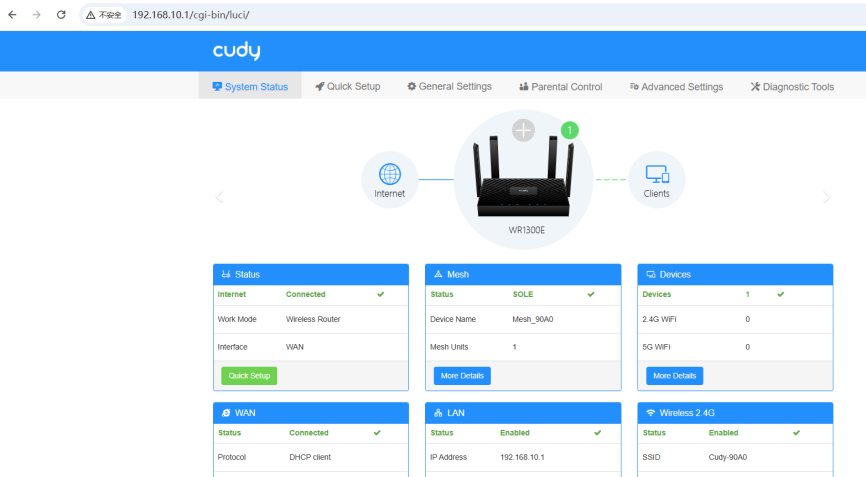 不安全 192.168.10.1/cgi-bin/luci/
cudy
System Status Quick Setup General Settings Parental Control Advanced Settings Diagnostic Tools
1
Internet
Clients
WR1300E
Status
Internet Connected
Work Mode Wireless Router
Interface WAN
Quick Setup
Mesh
Status SOLE
Device Name Mesh_90A0
Mesh Units 1
More Details
Devices
Devices 1
2.4G WiFi 0
5G WiFi 0
More Details
WAN
Status Connected
Protocol DHCP client
LAN
Status Enabled
IP Address 192.168.10.1
Wireless 2.4G
Status Enabled
SSID Cudy-90A0